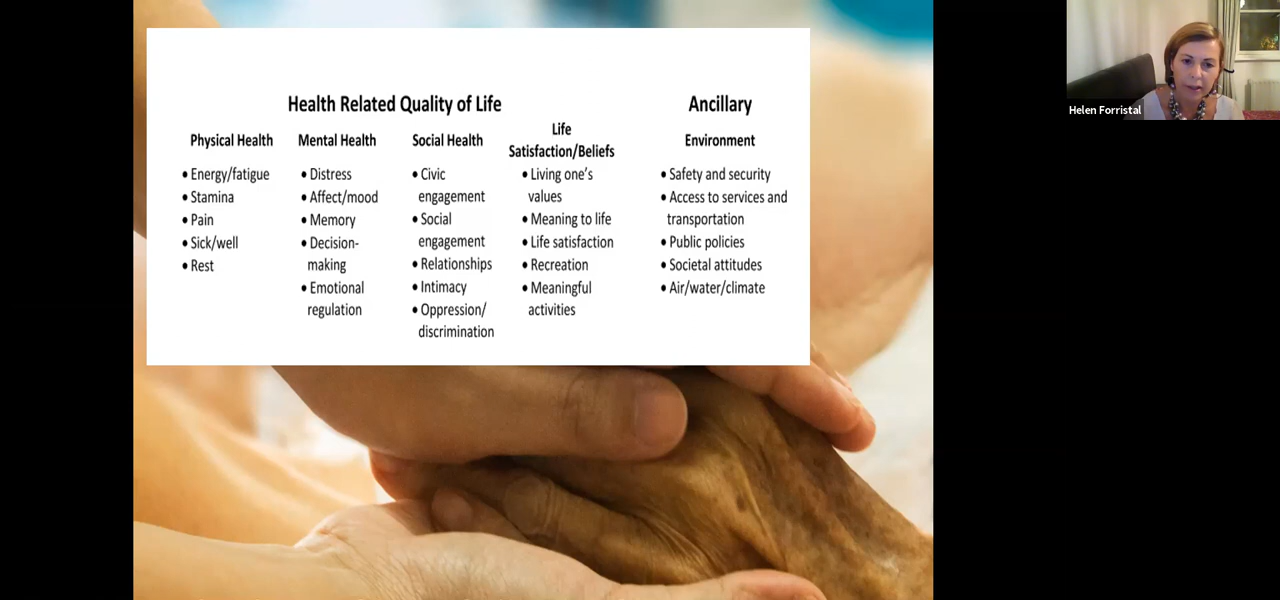 Health Related Quality of Life
Ancillary
Physical Health
• Energy/fatigue
• Stamina
• Pain
• Sick/well
• Rest
Mental Health
• Distress
• Affect/mood
• Memory
• Decision-
making
• Emotional
regulation
Social Health
• Civic
engagement
• Social
engagement
• Relationships
• Intimacy
• Oppression/
discrimination
Life
Satisfaction/Beliefs
• Living one's
values
• Meaning to life
• Life satisfaction
• Recreation
• Meaningful
activities
Environment
• Safety and security
• Access to services and
transportation
• Public policies
• Societal attitudes
• Air/water/climate
Helen Forristal